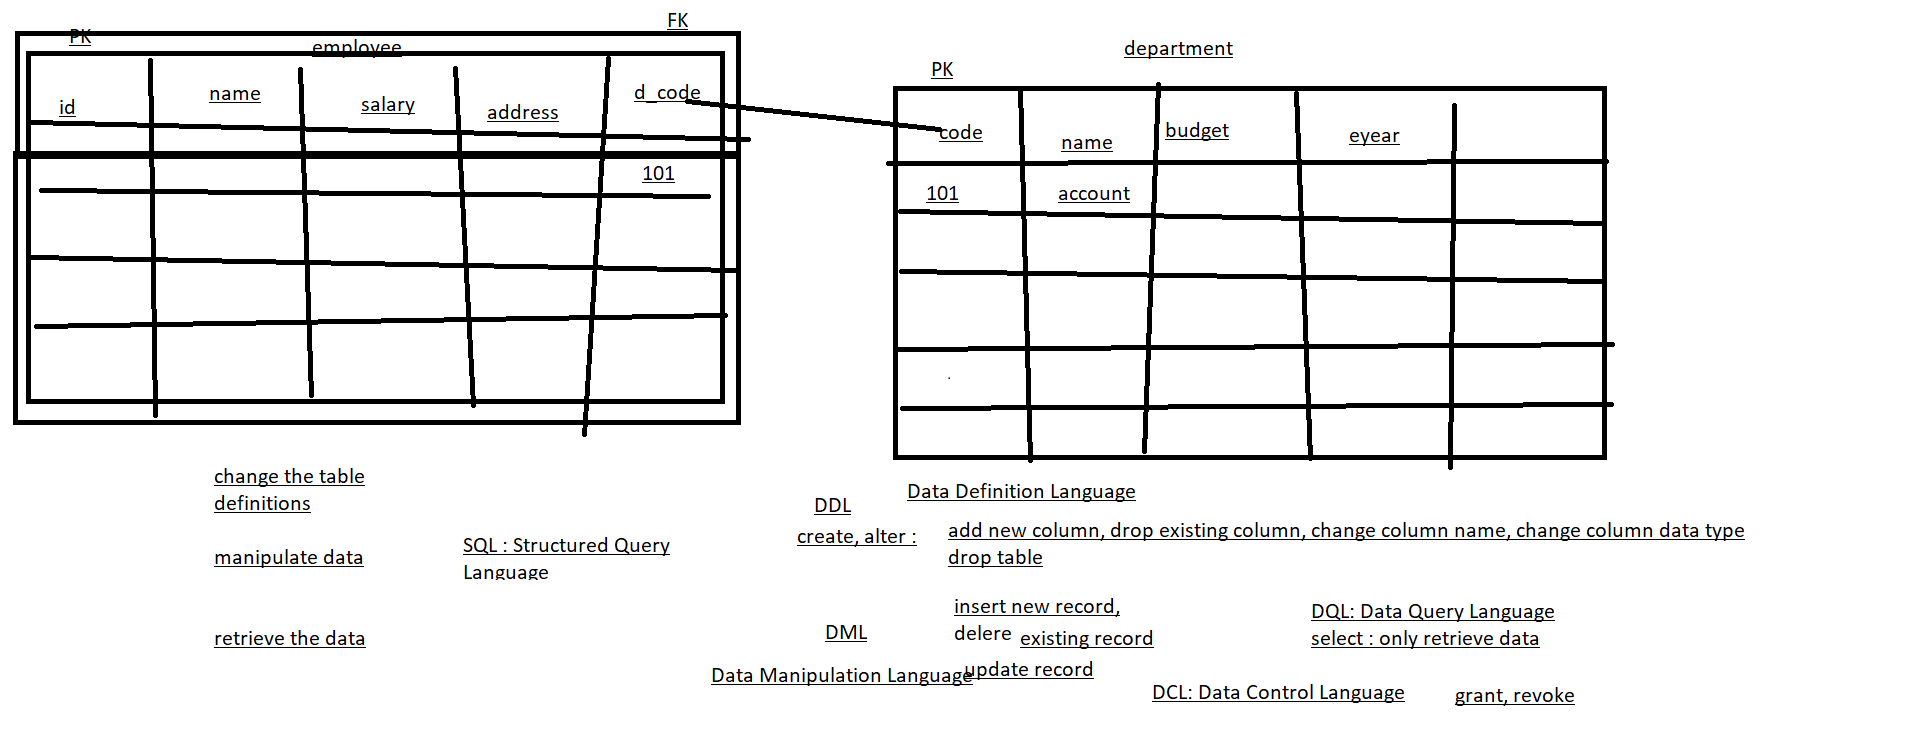 FK
PK
employee
id
name
salary
address
d_code
101
department
PK
code
name
budget
eyear
101
account
change the table
definitions
manipulate data
retrieve the data
SQL : Structured Query
Language
Data Definition Language
DDL
create, alter :
add new column, drop existing column, change column name, change column data type
drop table
insert new record,
delere existing record
update record
DML
Data Manipulation Language
DQL: Data Query Language
select : only retrieve data
DCL: Data Control Language
grant, revoke